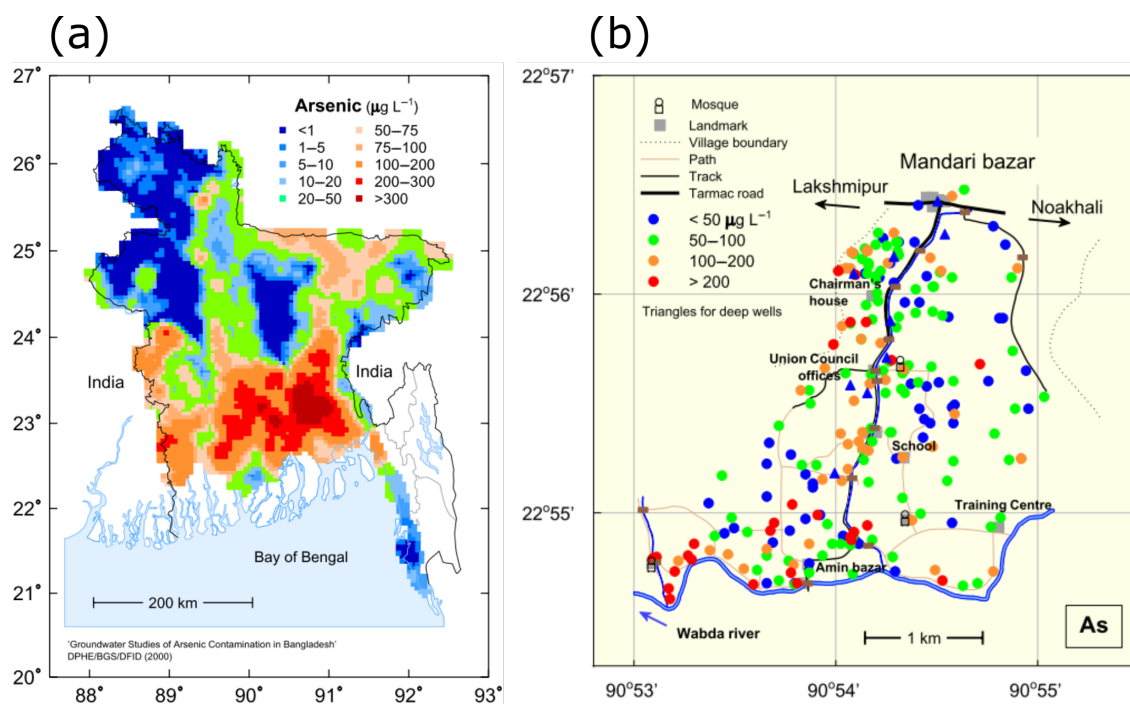 (a)
27°
26°
25°
24°
23°
22°
21°
20°
88°
89°
90°
91°
92°
93°
Arsenic (µg L⁻¹)
<1
1–5
5–10
10–20
20–50
50–75
75–100
100–200
200–300
>300
India
India
Bay of Bengal
200 km
'Groundwater Studies of Arsenic Contamination in Bangladesh'
DPHE/BGS/DFID (2000)
(b)
22°57'
22°56'
22°55'
90°53'
90°54'
90°55'
Mosque
Landmark
Village boundary
Path
Track
Tarmac road
< 50 µg L⁻¹
50–100
100–200
> 200
Triangles for deep wells
Mandari bazar
Lakshmipur
Noakhali
Chairman's
house
Union Council
offices
School
Training Centre
Amin bazar
Wabda river
1 km
As